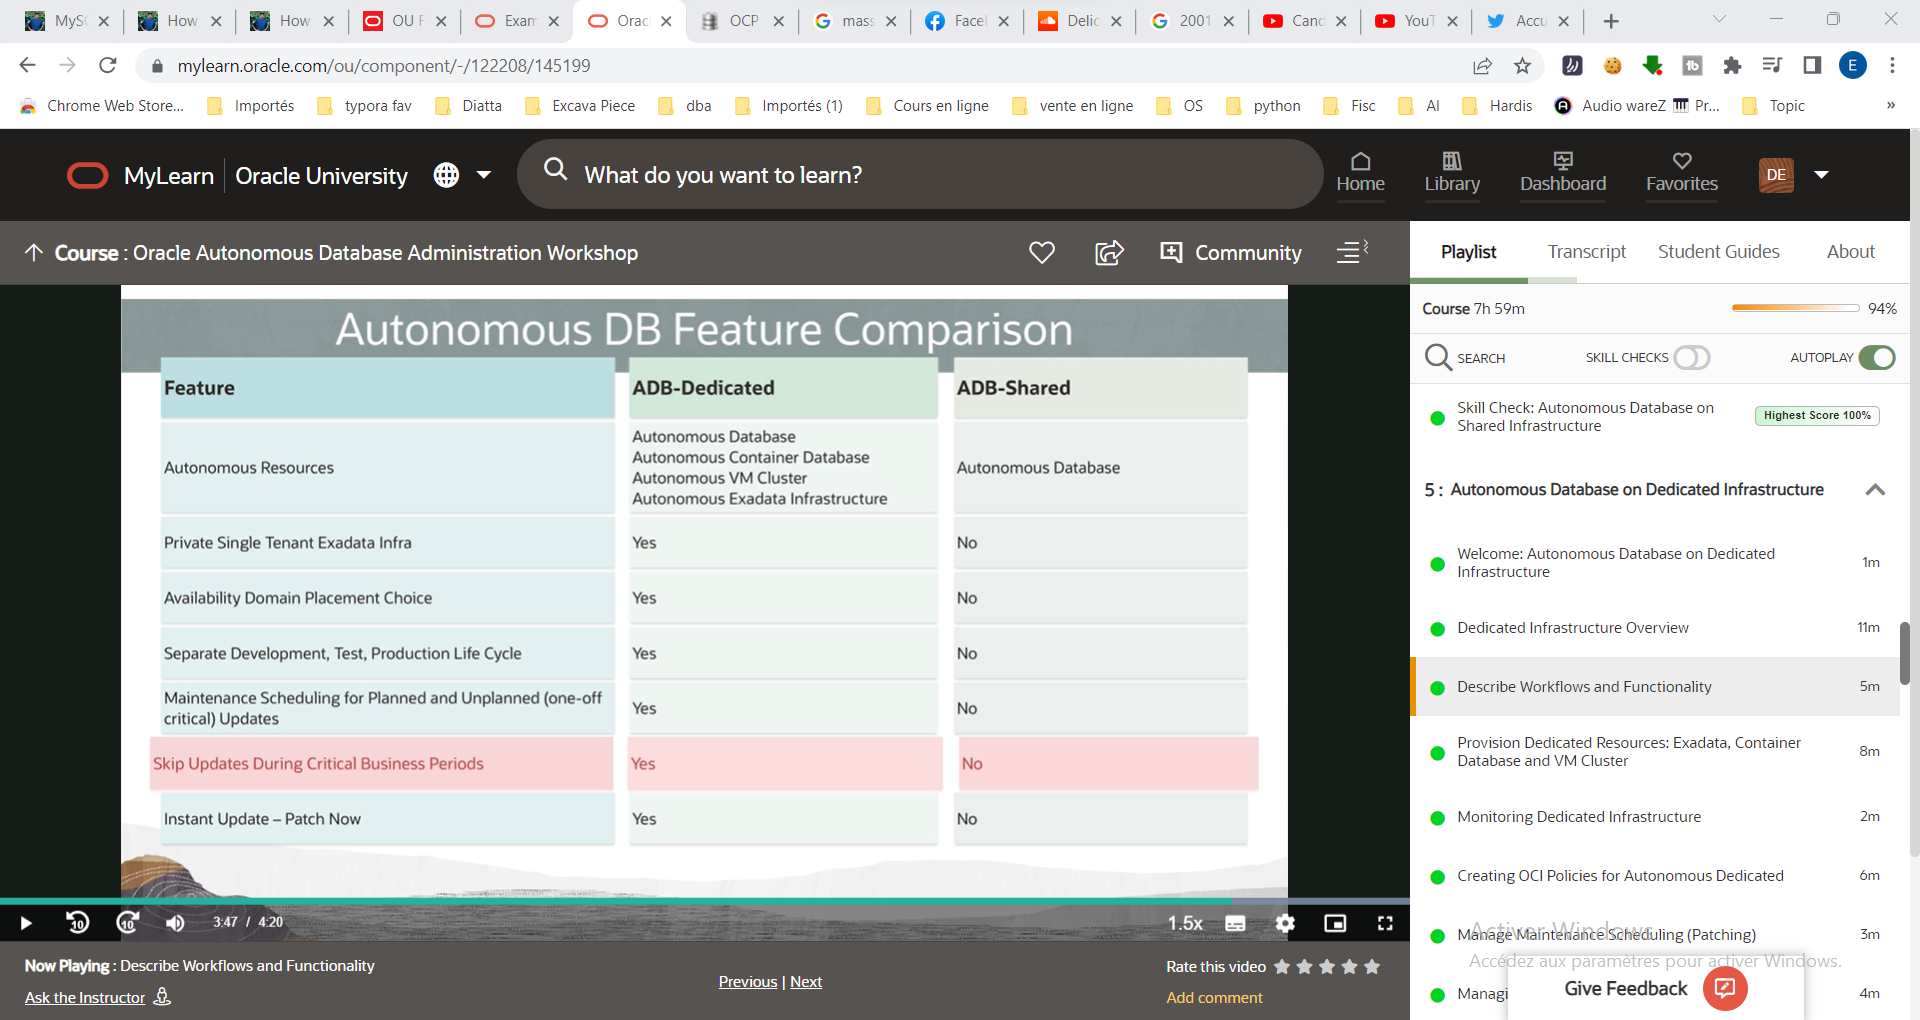 MyS
How
How
OU F
Exam
Orac
OCP
mass
Facel
Delic
2001
Cand
YouT
Accu
mylearn.oracle.com/ou/component/-/122208/145199
E
Chrome Web Store...
Importés
typora fav
Diatta
Excava Piece
dba
Importés (1)
Cours en ligne
vente en ligne
OS
python
Fisc
AI
Hardis
Audio wareZ
Pr...
Topic
»
MyLearn
Oracle University
What do you want to learn?
Home
Library
Dashboard
Favorites
DE
Course : Oracle Autonomous Database Administration Workshop
Community
Autonomous DB Feature Comparison
Feature
ADB-Dedicated
ADB-Shared
Autonomous Resources
Autonomous Database
Autonomous Container Database
Autonomous VM Cluster
Autonomous Exadata Infrastructure
Autonomous Database
Private Single Tenant Exadata Infra
Yes
No
Availability Domain Placement Choice
Yes
No
Separate Development, Test, Production Life Cycle
Yes
No
Maintenance Scheduling for Planned and Unplanned (one-off
critical) Updates
Yes
No
Skip Updates During Critical Business Periods
Yes
No
Instant Update – Patch Now
Yes
No
10
10
3:47 / 4:20
1.5x
Now Playing : Describe Workflows and Functionality
Ask the Instructor
Previous | Next
Rate this video
Add comment
Playlist
Transcript
Student Guides
About
Course 7h 59m
94%
SEARCH
SKILL CHECKS
AUTOPLAY
Skill Check: Autonomous Database on
Shared Infrastructure
Highest Score 100%
5 : Autonomous Database on Dedicated Infrastructure
Welcome: Autonomous Database on Dedicated
Infrastructure
1m
Dedicated Infrastructure Overview
11m
Describe Workflows and Functionality
5m
Provision Dedicated Resources: Exadata, Container
Database and VM Cluster
8m
Monitoring Dedicated Infrastructure
2m
Creating OCI Policies for Autonomous Dedicated
6m
Activer Windows
Manage Maintenance Scheduling (Patching)
3m
Accédez aux paramètres pour activer Windows.
Managi
4m
Give Feedback